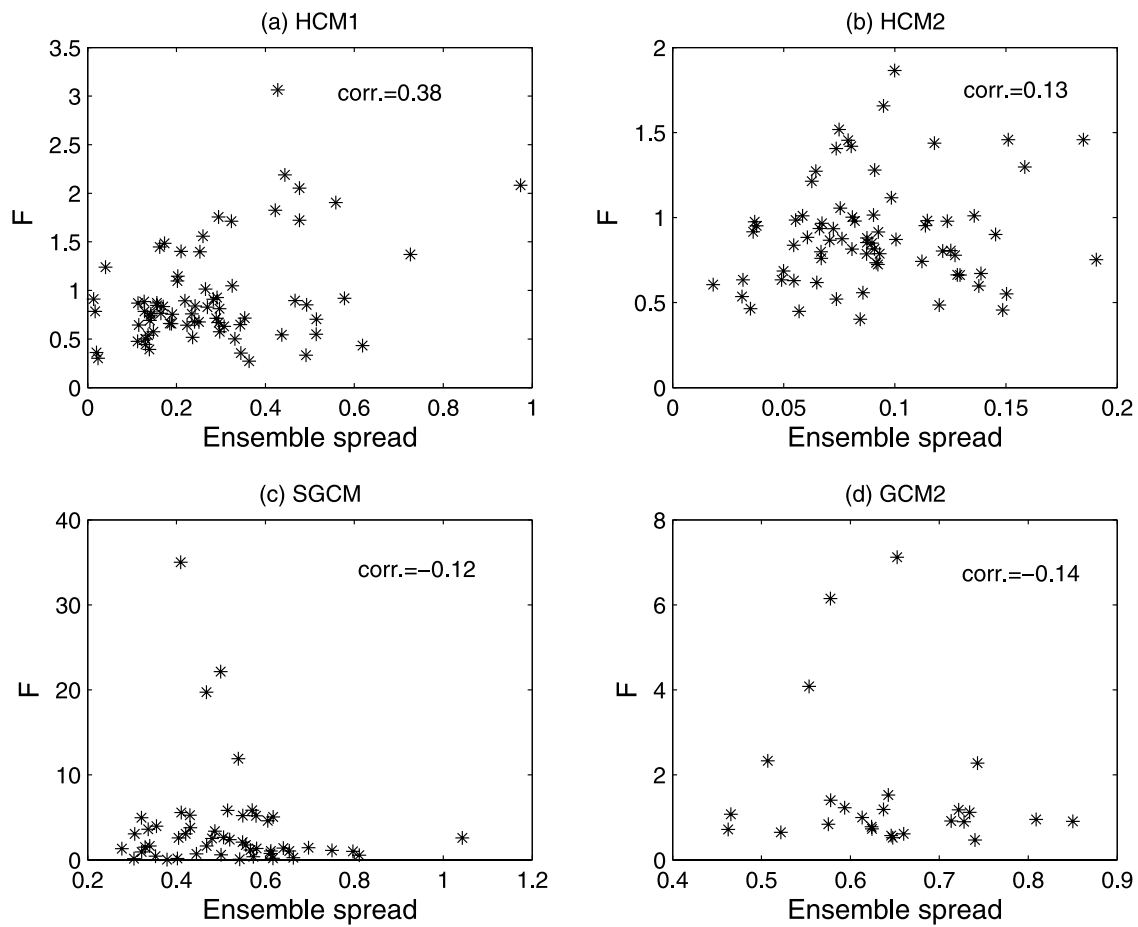 (a) HCM1
3.5
3
2.5
2
1.5
1
0.5
0
F
corr.=0.38
0 0.2 0.4 0.6 0.8 1
Ensemble spread
(b) HCM2
2
1.5
1
0.5
0
F
corr.=0.13
0 0.05 0.1 0.15 0.2
Ensemble spread
(c) SGCM
40
30
20
10
0
F
corr.=−0.12
0.2 0.4 0.6 0.8 1 1.2
Ensemble spread
(d) GCM2
8
6
4
2
0
F
corr.=−0.14
0.4 0.5 0.6 0.7 0.8 0.9
Ensemble spread